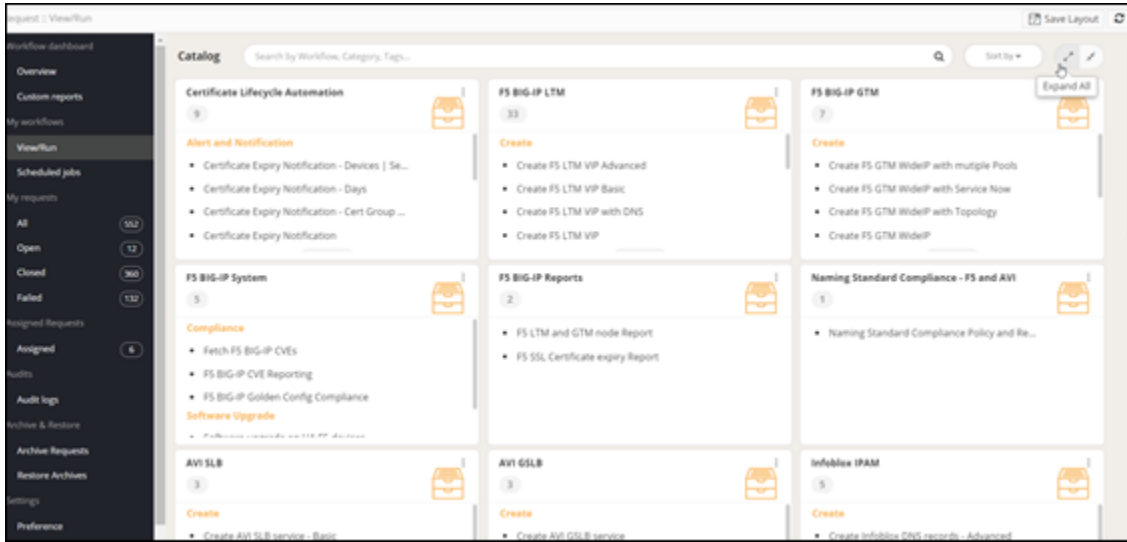 equest :: View/Run
Save Layout
Workflow dashboard
Overview
Custom reports
My workflows
View/Run
Scheduled jobs
My requests
All 552
Open 12
Closed 360
Failed 132
Assigned Requests
Assigned 6
Audits
Audit logs
Archive & Restore
Archive Requests
Restore Archives
Settings
Preference
Catalog
Search by Workflow, Category, Tags...
Sort by
Expand All
Certificate Lifecycle Automation
9
Alert and Notification
Certificate Expiry Notification - Devices | Se...
Certificate Expiry Notification - Days
Certificate Expiry Notification - Cert Group ...
Certificate Expiry Notification
F5 BIG-IP LTM
33
Create
Create F5 LTM VIP Advanced
Create F5 LTM VIP Basic
Create F5 LTM VIP with DNS
Create F5 LTM VIP
F5 BIG-IP GTM
7
Create
Create F5 GTM WideIP with mutiple Pools
Create F5 GTM WideIP with Service Now
Create F5 GTM WideIP with Topology
Create F5 GTM WideIP
F5 BIG-IP System
5
Compliance
Fetch F5 BIG-IP CVEs
F5 BIG-IP CVE Reporting
F5 BIG-IP Golden Config Compliance
Software Upgrade
Software upgrade on HA F5 devices
F5 BIG-IP Reports
2
F5 LTM and GTM node Report
F5 SSL Certificate expiry Report
Naming Standard Compliance - F5 and AVI
1
Naming Standard Compliance Policy and Re...
AVI SLB
3
Create
Create AVI SLB service - Basic
AVI GSLB
3
Create
Create AVI GSLB service
Infoblox IPAM
5
Create
Create Infoblox DNS records - Advanced